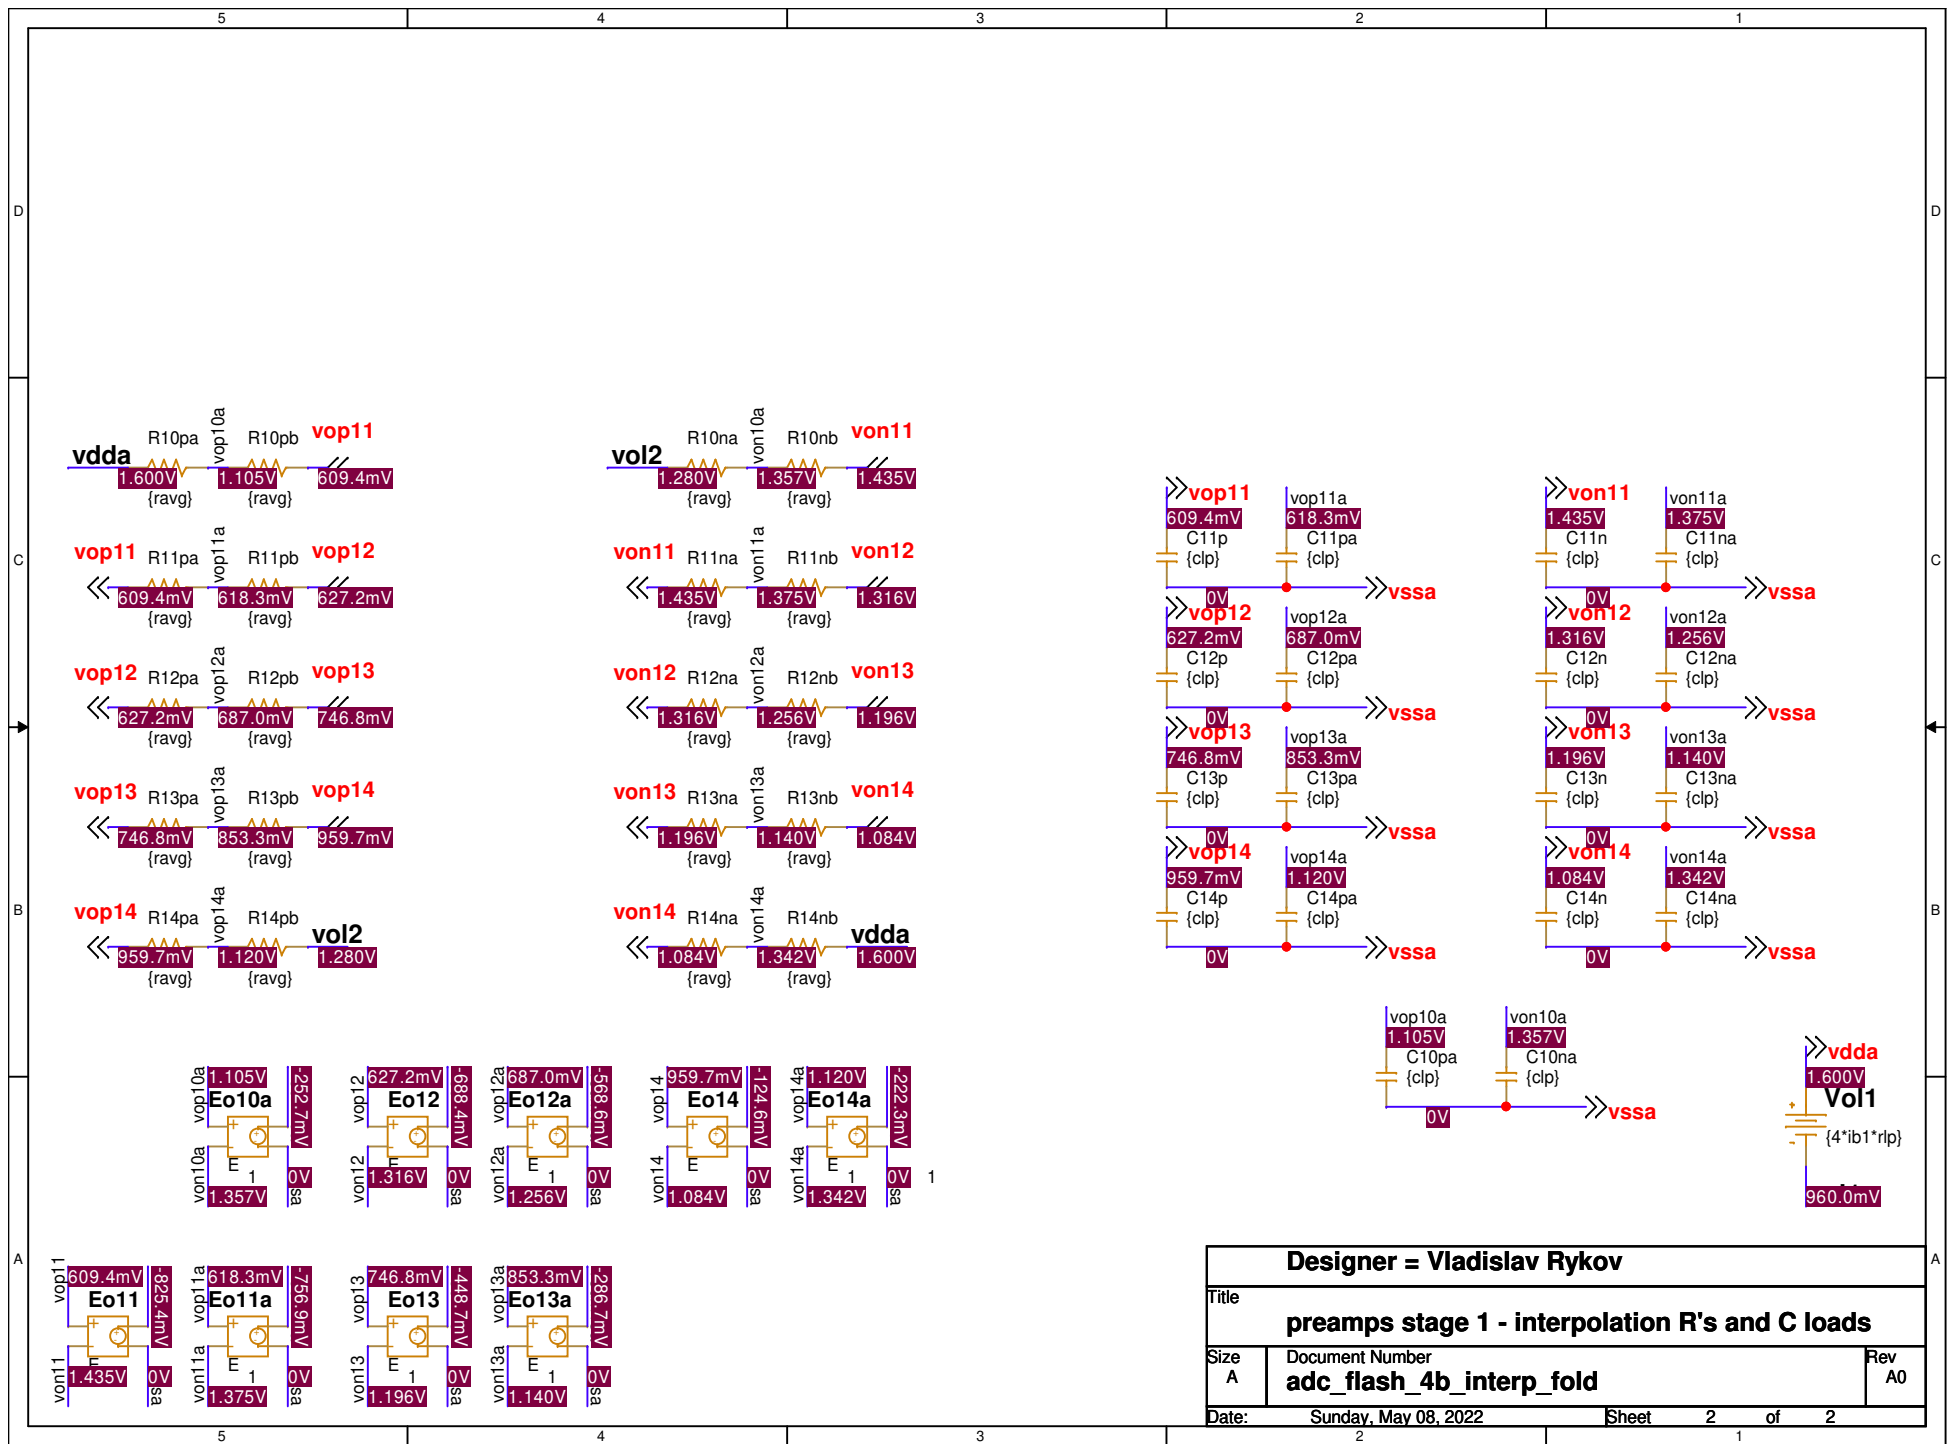 5 4 3 2 1
D D
vop10a von10a
R10pa R10pb vop11 R10na R10nb von11
vdda vol2
1.600V 1.105V 609.4mV 1.280V 1.357V 1.435V
{ravg} {ravg} {ravg} {ravg}
vop11a von11a
vop11 R11pa R11pb vop12 von11 R11na R11nb von12
609.4mV 618.3mV 627.2mV 1.435V 1.375V 1.316V
{ravg} {ravg} {ravg} {ravg}
vop12a von12a
vop12 R12pa R12pb vop13 von12 R12na R12nb von13
627.2mV 687.0mV 746.8mV 1.316V 1.256V 1.196V
{ravg} {ravg} {ravg} {ravg}
vop13a von13a
vop13 R13pa R13pb vop14 von13 R13na R13nb von14
746.8mV 853.3mV 959.7mV 1.196V 1.140V 1.084V
{ravg} {ravg} {ravg} {ravg}
vop14a von14a
vop14 R14pa R14pb vol2 von14 R14na R14nb vdda
959.7mV 1.120V 1.280V 1.084V 1.342V 1.600V
{ravg} {ravg} {ravg} {ravg}
C C
B B
vop11 vop11a von11 von11a
609.4mV 618.3mV 1.435V 1.375V
C11p C11pa C11n C11na
{clp} {clp} {clp} {clp}
0V vssa 0V vssa
vop12 vop12a von12 von12a
627.2mV 687.0mV 1.316V 1.256V
C12p C12pa C12n C12na
{clp} {clp} {clp} {clp}
0V vssa 0V vssa
vop13 vop13a von13 von13a
746.8mV 853.3mV 1.196V 1.140V
C13p C13pa C13n C13na
{clp} {clp} {clp} {clp}
0V vssa 0V vssa
vop14 vop14a von14 von14a
959.7mV 1.120V 1.084V 1.342V
C14p C14pa C14n C14na
{clp} {clp} {clp} {clp}
0V vssa 0V vssa
vop10a von10a
1.105V 1.357V
C10pa C10na
{clp} {clp}
0V vssa
vdda
1.600V
Vol1
{4*ib1*rlp}
960.0mV
vop10a 1.105V -252.7mV vop12 627.2mV -688.4mV vop12a 687.0mV -568.6mV vop14 959.7mV -124.6mV vop14a 1.120V -222.3mV
Eo10a Eo12 Eo12a Eo14 Eo14a
E E E E E
von10a 1 0V sa von12 1.316V 0V sa von12a 1 0V sa von14 0V sa von14a 1 0V 1
1.357V 1.256V 1.084V 1.342V
vop11 609.4mV -825.4mV vop11a 618.3mV -756.9mV vop13 746.8mV -448.7mV vop13a 853.3mV -286.7mV
Eo11 Eo11a Eo13 Eo13a
E E E E
von11 1.435V 0V von11a 1 0V sa von13 1 0V sa von13a 1 0V sa
1.375V 1.196V 1.140V
A A
Designer = Vladislav Rykov
Title
preamps stage 1 - interpolation R's and C loads
Size Document Number Rev
A adc_flash_4b_interp_fold A0
Date: Sunday, May 08, 2022 Sheet 2 of 2
5 4 3 2 1